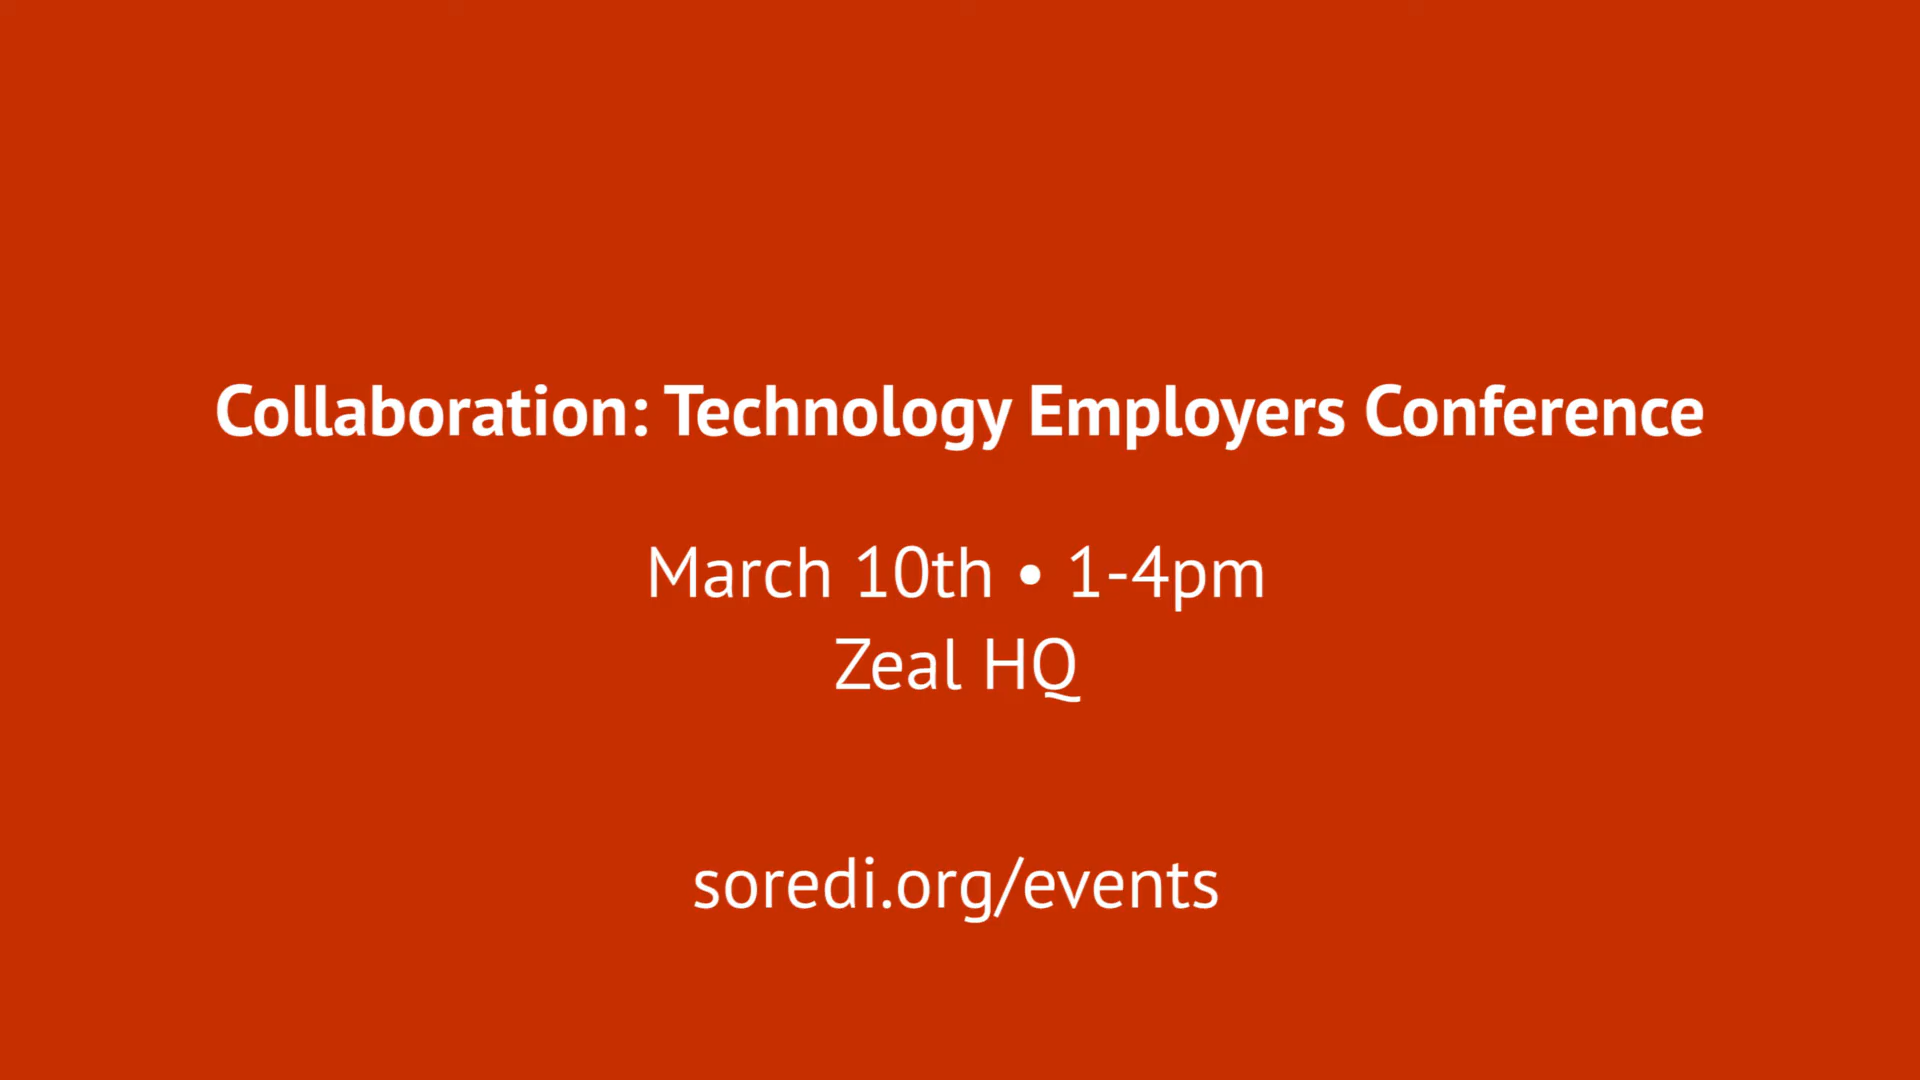 Collaboration: Technology Employers Conference
March 10th • 1-4pm
Zeal HQ
soredi.org/events